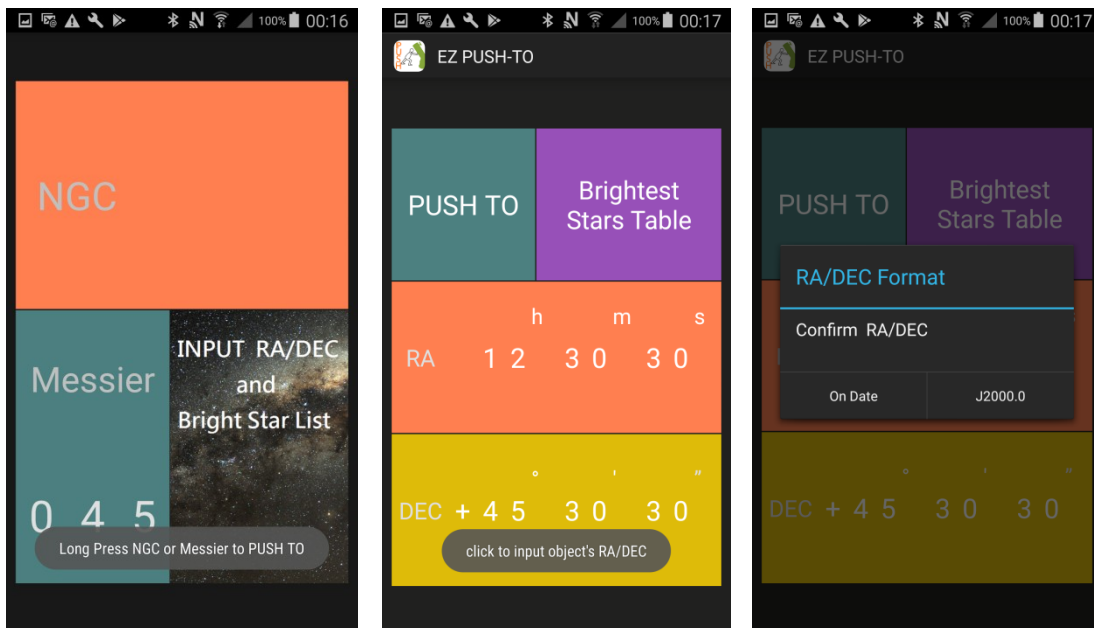 100% 00:16
NGC
Messier
0 4 5
INPUT RA/DEC
and
Bright Star List
Long Press NGC or Messier to PUSH TO
100% 00:17
EZ PUSH-TO
PUSH TO
Brightest
Stars Table
h m s
RA 1 2 3 0 3 0
° ' "
DEC + 4 5 3 0 3 0
click to input object's RA/DEC
100% 00:17
EZ PUSH-TO
PUSH TO
Brightest
Stars Table
RA/DEC Format
Confirm RA/DEC
On Date J2000.0
° ' "
DEC + 4 5 3 0 3 0